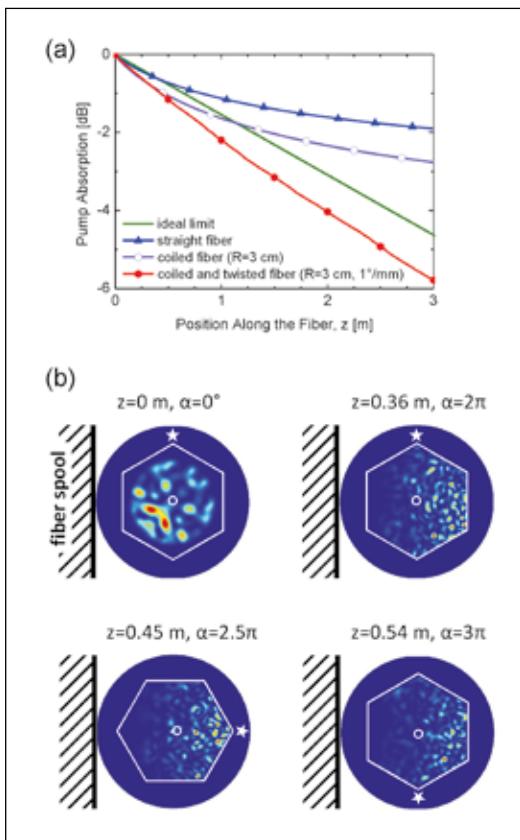 (a)
0
-2
-4
-6
Pump Absorption [dB]
ideal limit
straight fiber
coiled fiber (R=3 cm)
coiled and twisted fiber (R=3 cm, 1°/mm)
0 1 2 3
Position Along the Fiber, z [m]
(b)
z=0 m, α=0° z=0.36 m, α=2π
fiber spool
z=0.45 m, α=2.5π z=0.54 m, α=3π